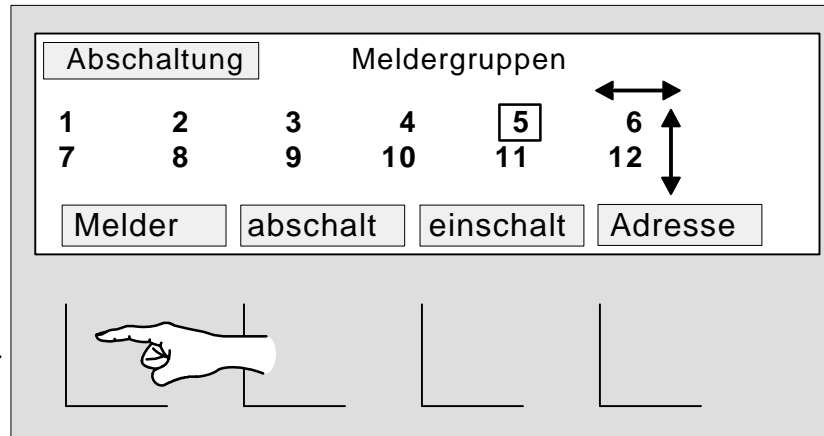 Abschaltung Meldergruppen
1 2 3 4 5 6
7 8 9 10 11 12
Melder abschalt einschalt Adresse